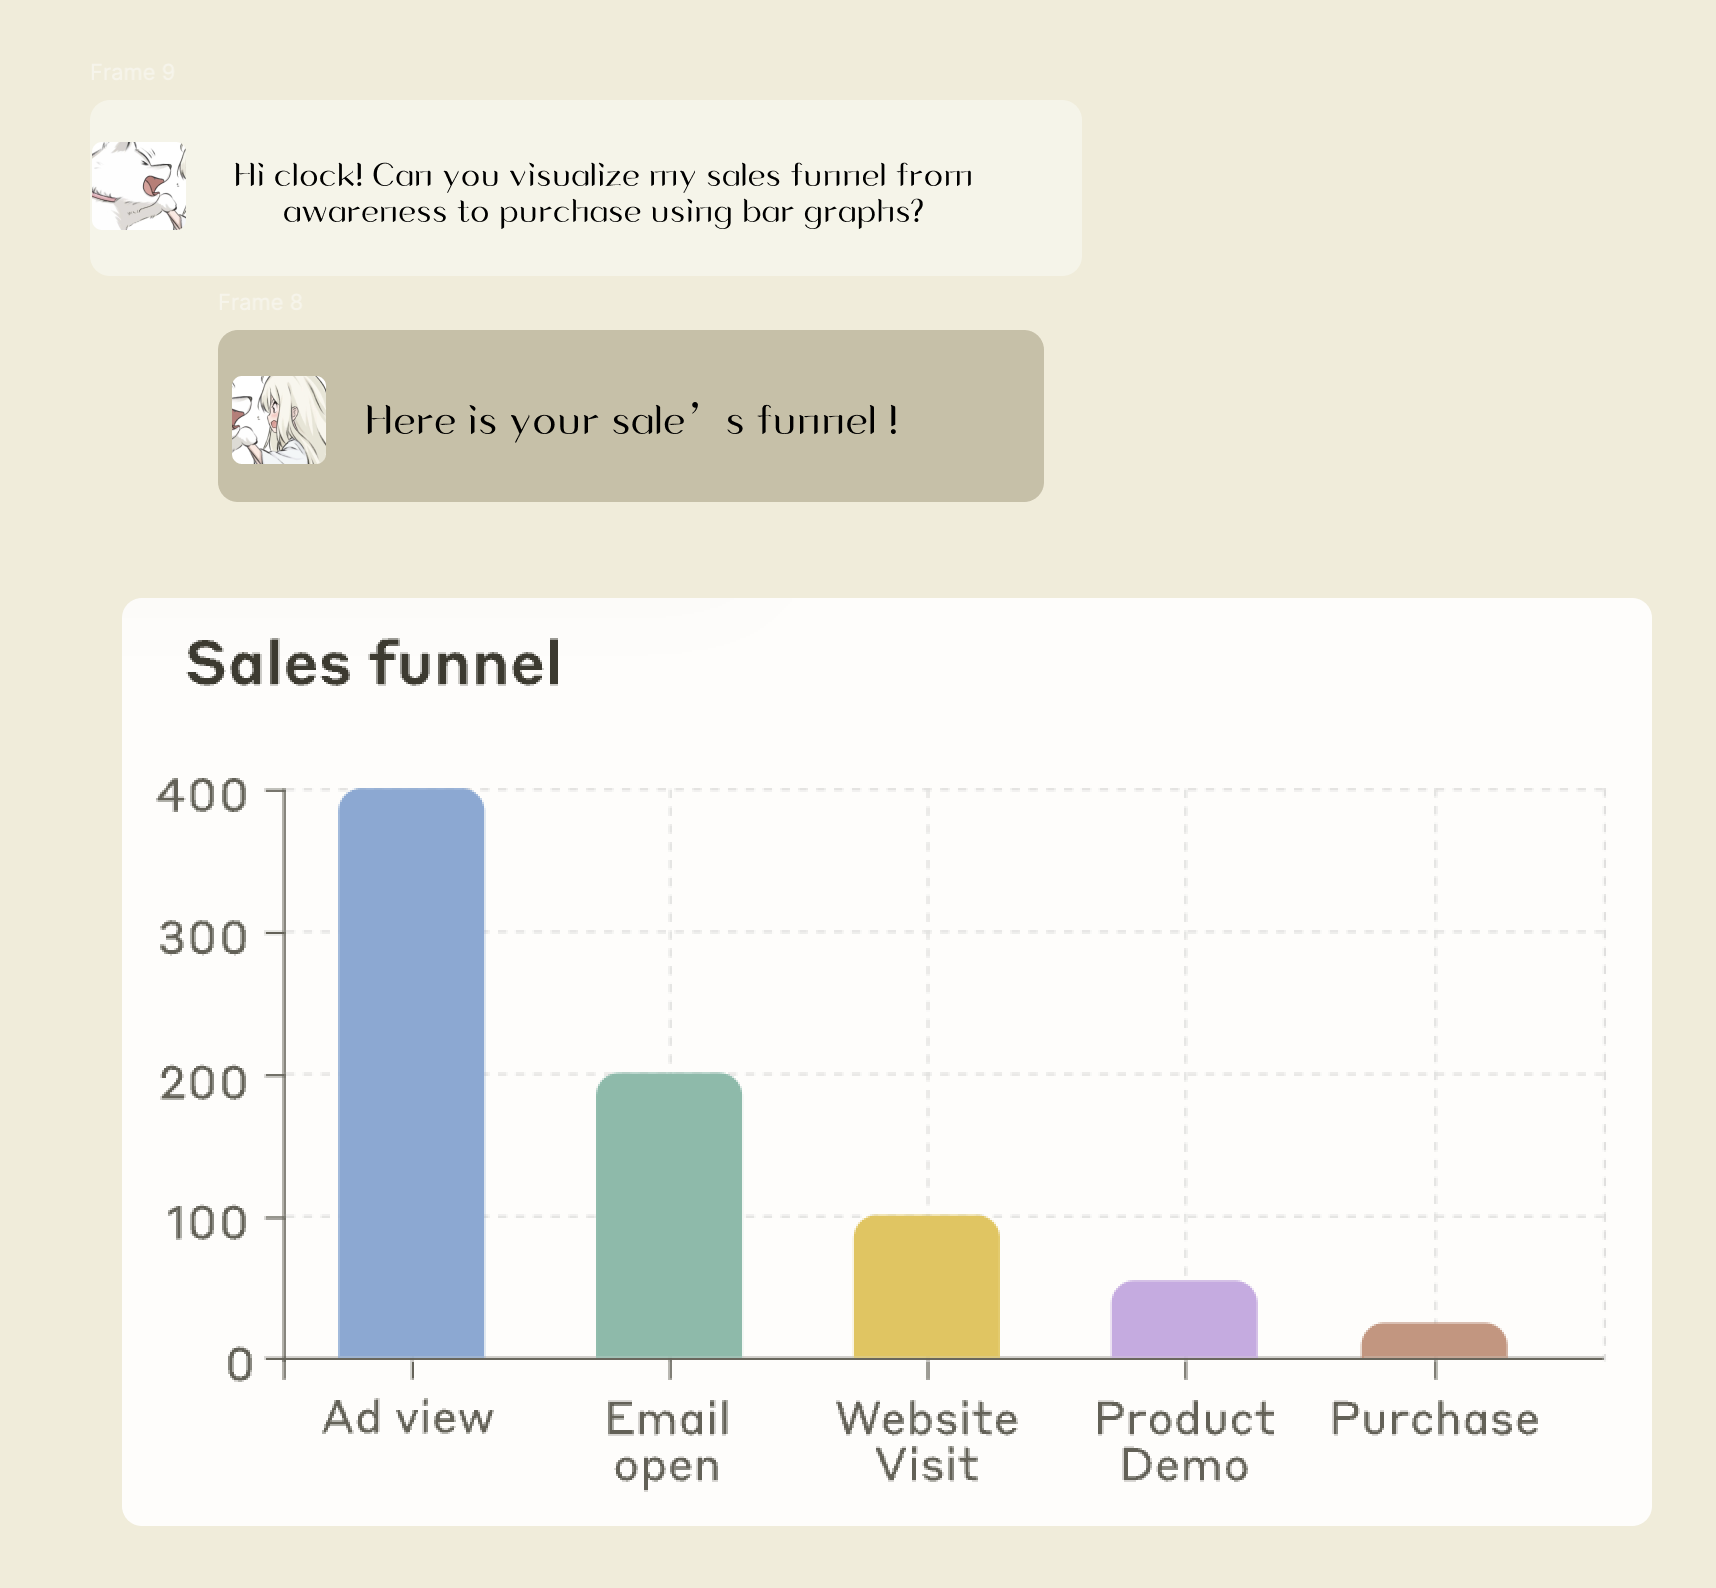 Frame 9
Hi clock! Can you visualize my sales funnel from
awareness to purchase using bar graphs?
Frame 8
Here is your sale’s funnel !
Sales funnel
400
300
200
100
0
Ad view
Email
open
Website
Visit
Product
Demo
Purchase